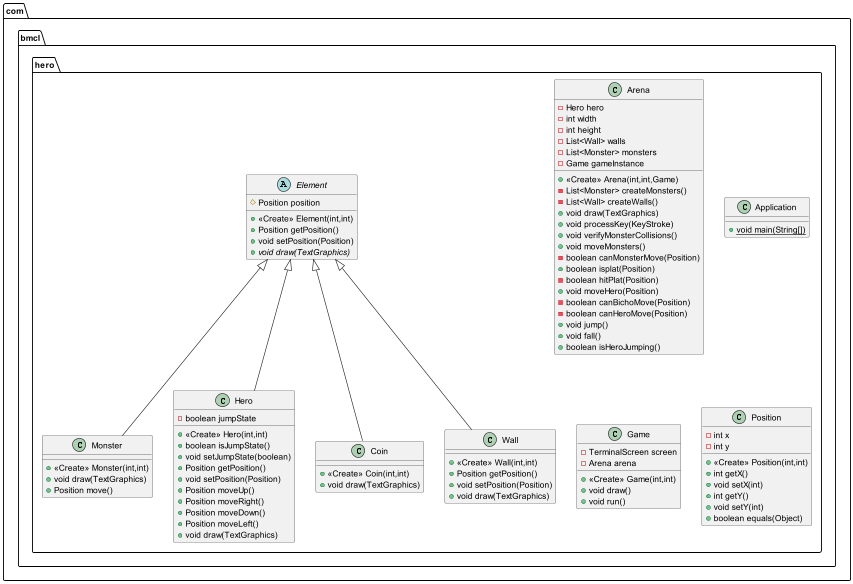 com
bmcl
hero
A Element
Position position
«Create» Element(int,int)
Position getPosition()
void setPosition(Position)
void draw(TextGraphics)
C Arena
Hero hero
int width
int height
List<Wall> walls
List<Monster> monsters
Game gameInstance
«Create» Arena(int,int,Game)
List<Monster> createMonsters()
List<Wall> createWalls()
void draw(TextGraphics)
void processKey(KeyStroke)
void verifyMonsterCollisions()
void moveMonsters()
boolean canMonsterMove(Position)
boolean isplat(Position)
boolean hitPlat(Position)
void moveHero(Position)
boolean canBichoMove(Position)
boolean canHeroMove(Position)
void jump()
void fall()
boolean isHeroJumping()
C Application
void main(String[])
C Monster
«Create» Monster(int,int)
void draw(TextGraphics)
Position move()
C Hero
boolean jumpState
«Create» Hero(int,int)
boolean isJumpState()
void setJumpState(boolean)
Position getPosition()
void setPosition(Position)
Position moveUp()
Position moveRight()
Position moveDown()
Position moveLeft()
void draw(TextGraphics)
C Coin
«Create» Coin(int,int)
void draw(TextGraphics)
C Wall
«Create» Wall(int,int)
Position getPosition()
void setPosition(Position)
void draw(TextGraphics)
C Game
TerminalScreen screen
Arena arena
«Create» Game(int,int)
void draw()
void run()
C Position
int x
int y
«Create» Position(int,int)
int getX()
void setX(int)
int getY()
void setY(int)
boolean equals(Object)